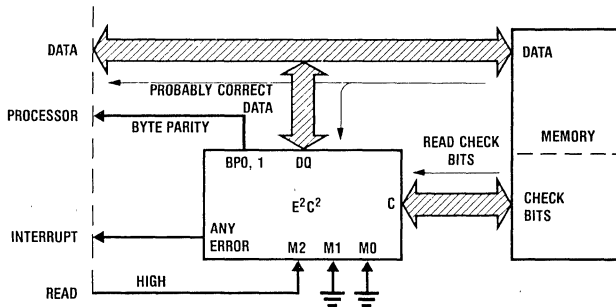 DATA
DATA
PROBABLY CORRECT
DATA
PROCESSOR
BYTE PARITY
READ CHECK
BITS
MEMORY
BPO, 1
DQ
E²C²
C
CHECK
BITS
INTERRUPT
ANY
ERROR
M2
M1
M0
READ
HIGH